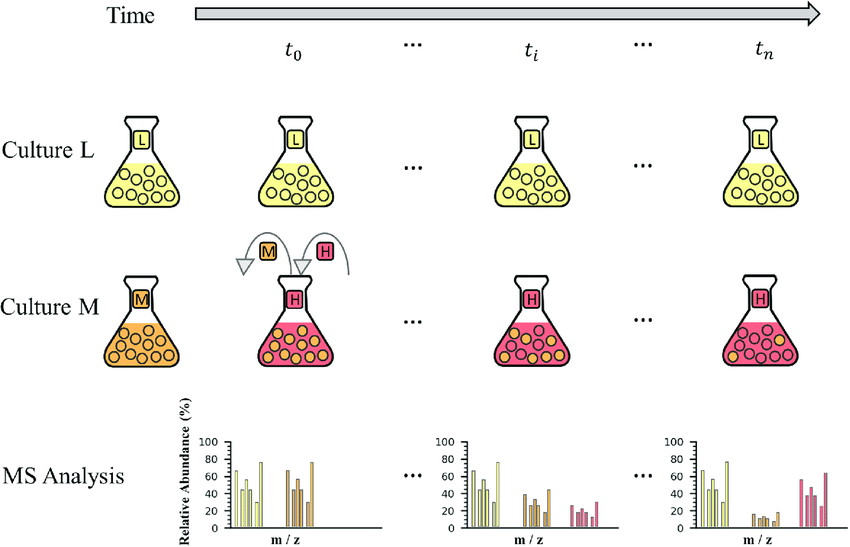 Time
t0 ... ti ... tn
Culture L
L L ... L ... L
M H
Culture M
M H ... H ... H
MS Analysis
Relative Abundance (%)
100 100 100
80 80 80
60 60 60
... ...
40 40 40
20 20 20
0 0 0
m / z m / z m / z